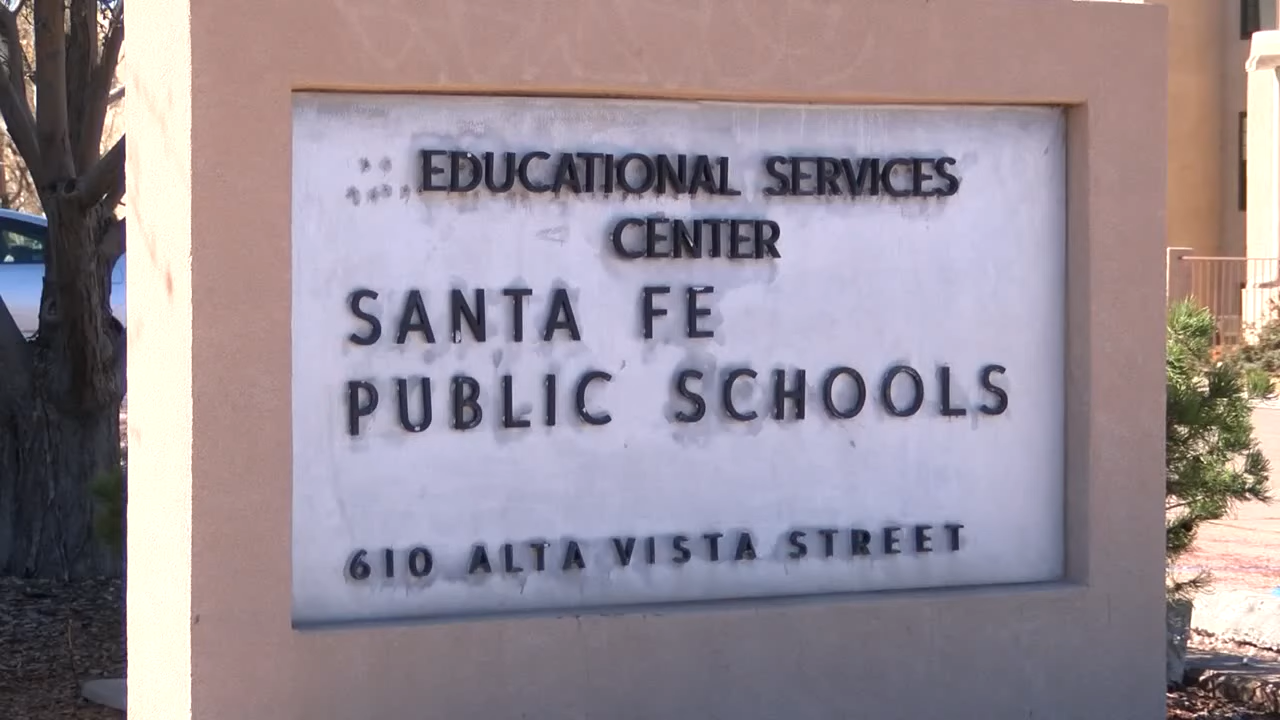 EDUCATIONAL SERVICES
CENTER
SANTA FE
PUBLIC SCHOOLS
610 ALTA VISTA STREET